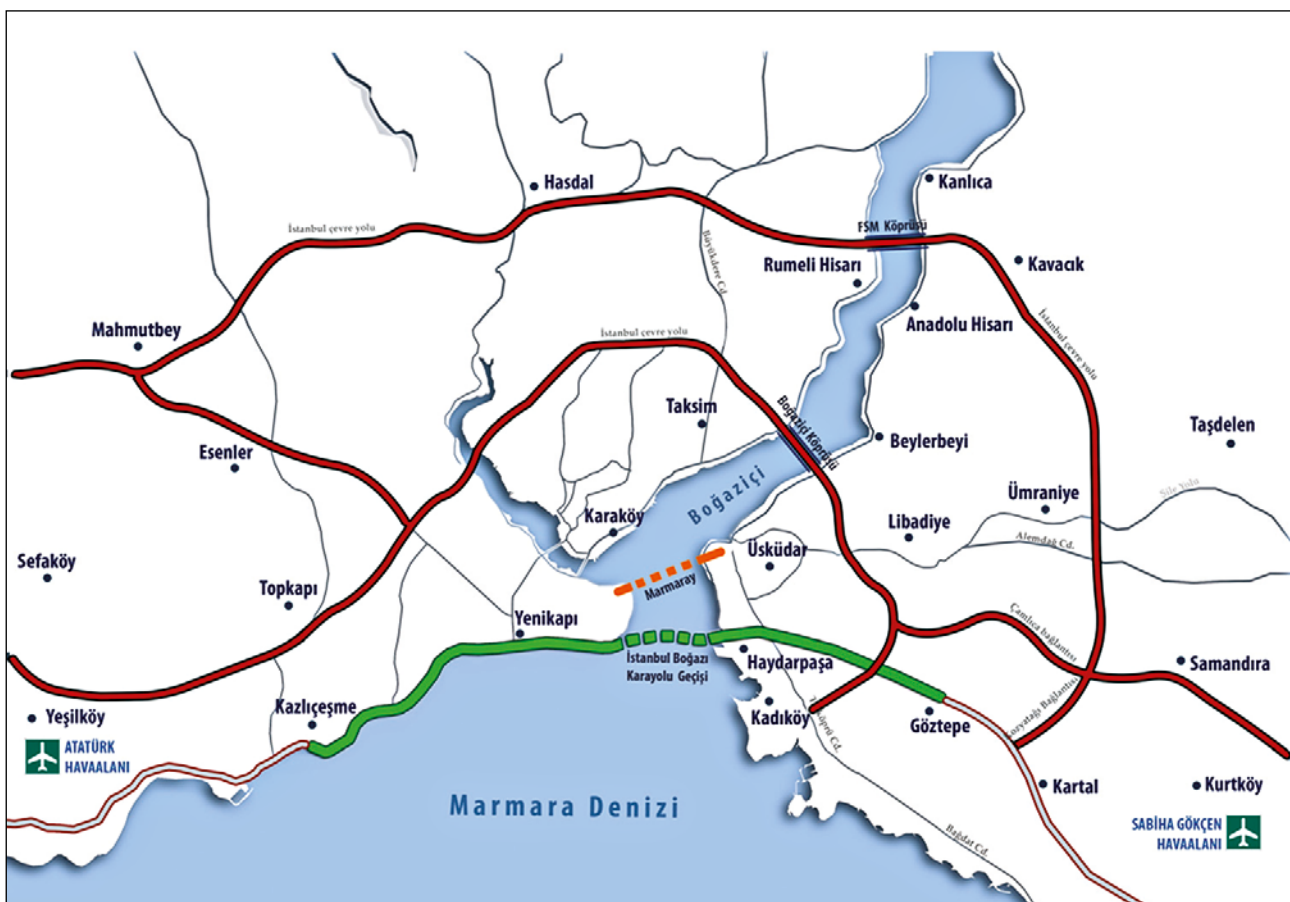 Hasdal
Kanlıca
İstanbul çevre yolu
FSM Köprüsü
Büyükdere Cd.
Rumeli Hisarı
Kavacık
Anadolu Hisarı
Mahmutbey
İstanbul çevre yolu
İstanbul çevre yolu
Taksim
Boğaziçi Köprüsü
Beylerbeyi
Taşdelen
Esenler
Boğaziçi
Ümraniye
Şile Yolu
Karaköy
Libadiye
Alemdağ Cd.
Sefaköy
Üsküdar
Marmaray
Topkapı
Yenikapı
Çamlıca bağlantısı
İstanbul Boğazı
Karayolu Geçişi
Haydarpaşa
Samandıra
Kozyatağı Bağlantısı
Yeşilköy
Kazlıçeşme
Kadıköy
Göztepe
ATATÜRK
HAVAALANI
Cd.
Kartal
Kurtköy
Marmara Denizi
SABİHA GÖKÇEN
HAVAALANI
Bağdat Cd.